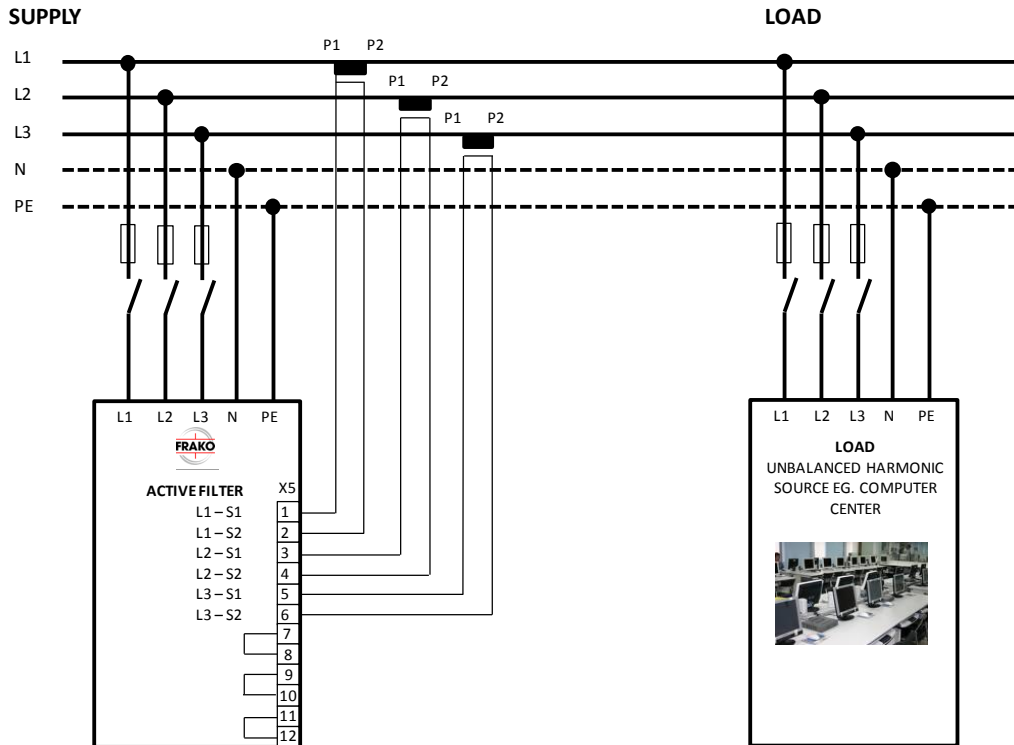 SUPPLY
LOAD
P1 P2
L1
P1 P2
L2
P1 P2
L3
N
PE
L1 L2 L3 N PE
FRAKO
ACTIVE FILTER X5
L1 – S1 1
L1 – S2 2
L2 – S1 3
L2 – S2 4
L3 – S1 5
L3 – S2 6
7
8
9
10
11
12
L1 L2 L3 N PE
LOAD
UNBALANCED HARMONIC
SOURCE EG. COMPUTER
CENTER